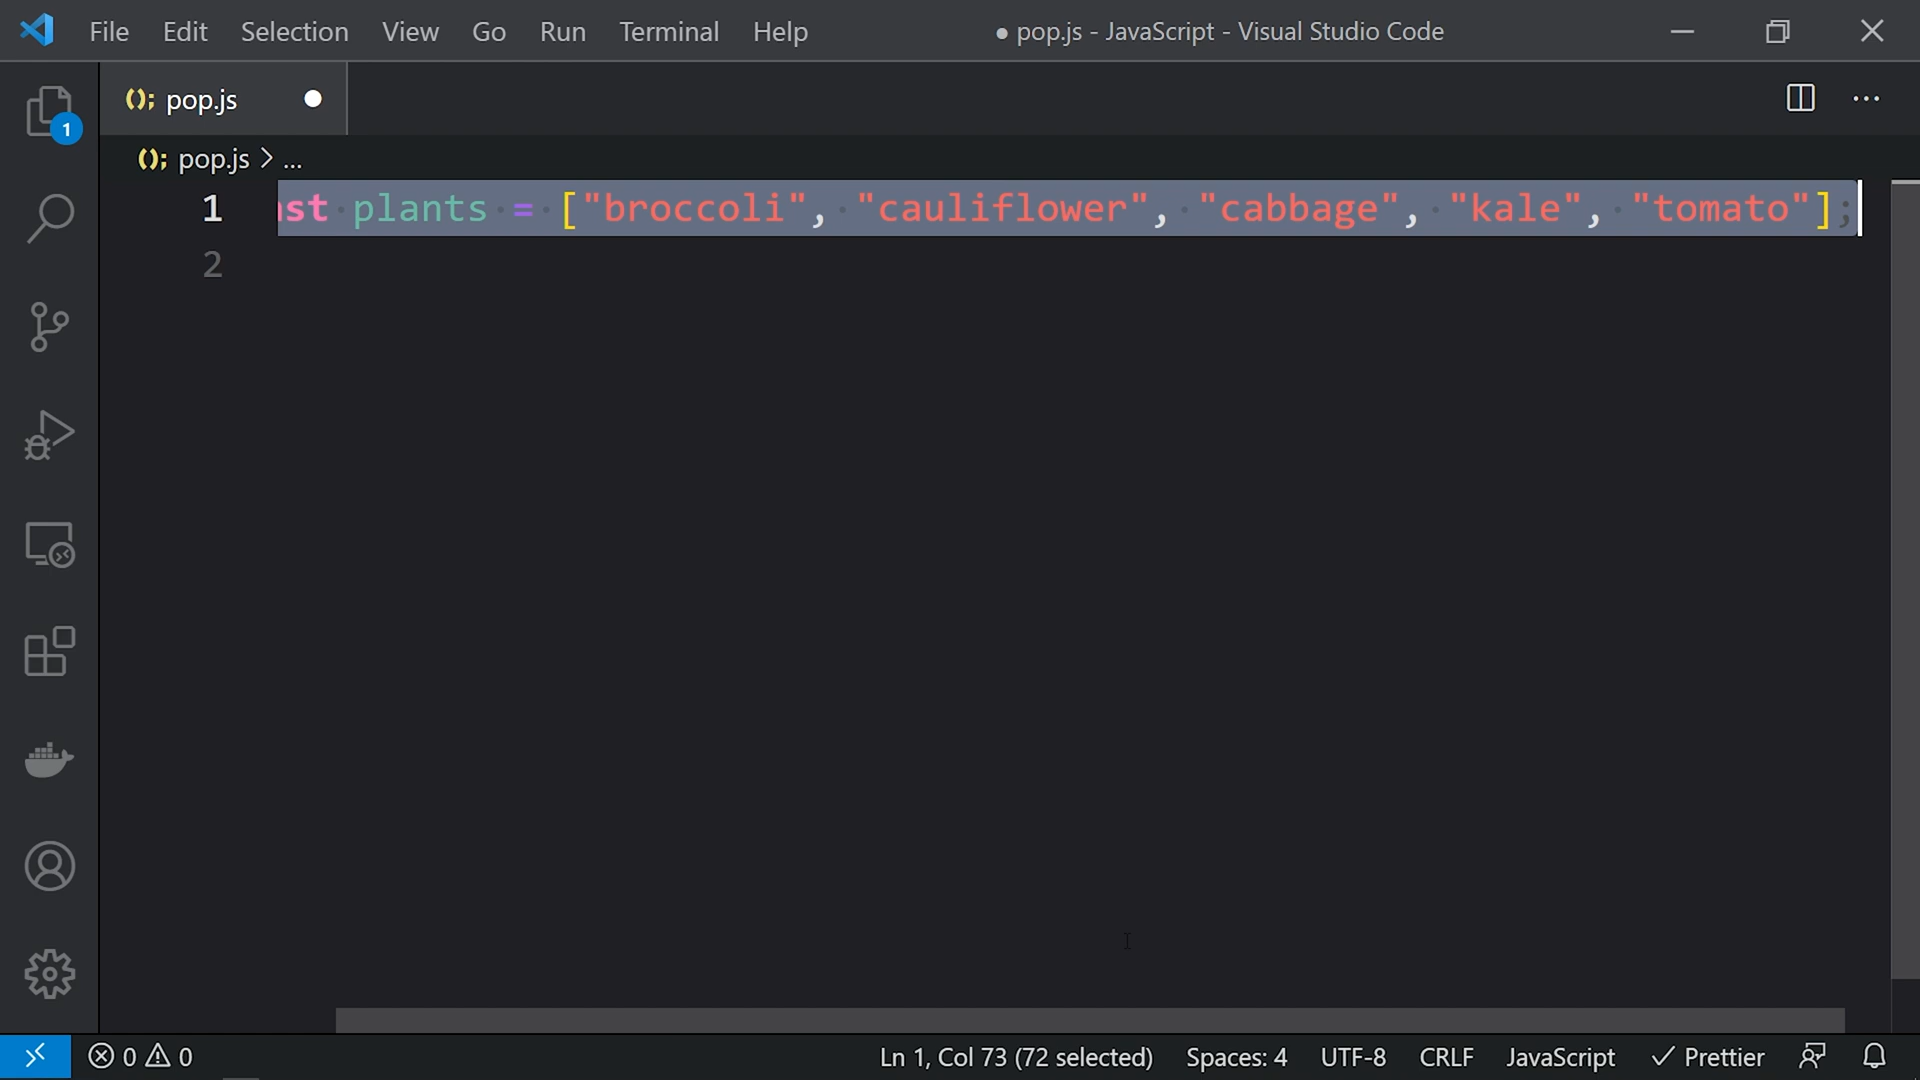 File Edit Selection View Go Run Terminal Help ● pop.js - JavaScript - Visual Studio Code
(); pop.js
1
(); pop.js > ...
1 nst plants = ["broccoli", "cauliflower", "cabbage", "kale", "tomato"];
2
0 0 Ln 1, Col 73 (72 selected) Spaces: 4 UTF-8 CRLF JavaScript Prettier